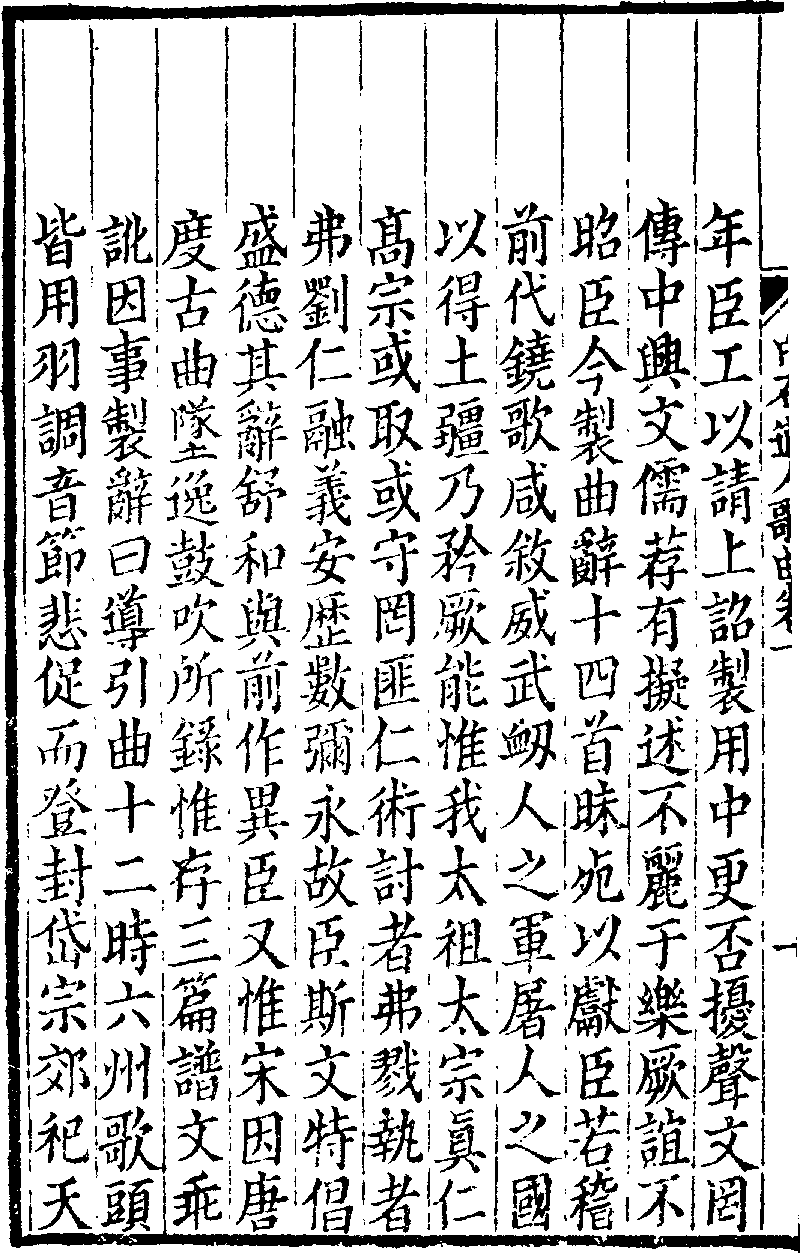 年臣工以請上詔製用中更否擾聲文罔
傳中興文儒荐有擬述不麗于樂厥誼不
昭臣今製曲辭十四首昧死以獻臣若稽
前代鐃歌咸敘威武衂人之軍屠人之國
以得土疆乃矜厥能惟我太祖太宗真仁
高宗或取或守罔匪仁術討者弗戮執者
弗劉仁融義安歷數彌永故臣斯文特倡
盛德其辭舒和與前作異臣又惟宋因唐
度古曲墜逸鼓吹所錄惟存三篇譜文乖
訛因事製辭曰導引曲十二時六州歌頭
皆用羽調音節悲促而登封岱宗郊祀天